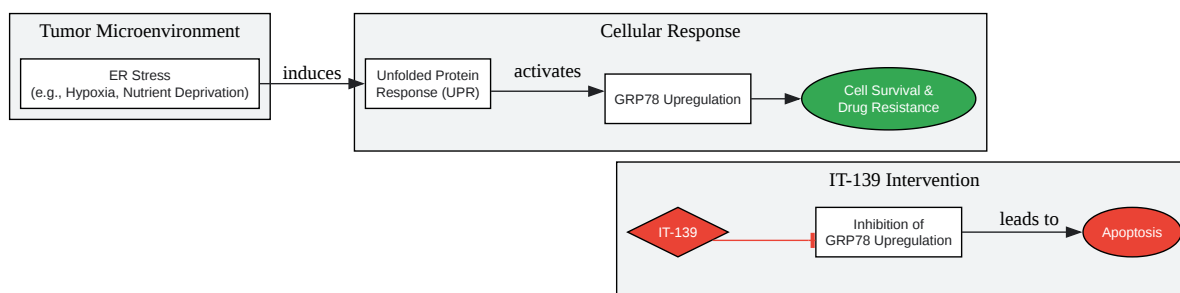 Tumor Microenvironment
ER Stress
(e.g., Hypoxia, Nutrient Deprivation)
induces
Cellular Response
Unfolded Protein
Response (UPR)
activates
GRP78 Upregulation
Cell Survival &
Drug Resistance
IT-139 Intervention
IT-139
Inhibition of
GRP78 Upregulation
leads to
Apoptosis